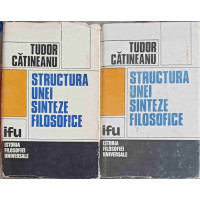 TUDOR
CĂTINEANU
STRUCTURA
UNEI
SINTEZE
FILOSOFICE
ifu
ISTORIA
FILOSOFIEI
UNIVERSALE
TUDOR
CĂTINEANU
STRUCTURA
UNEI
SINTEZE
FILOSOFICE
ifu
ISTORIA
FILOSOFIEI
UNIVERSALE